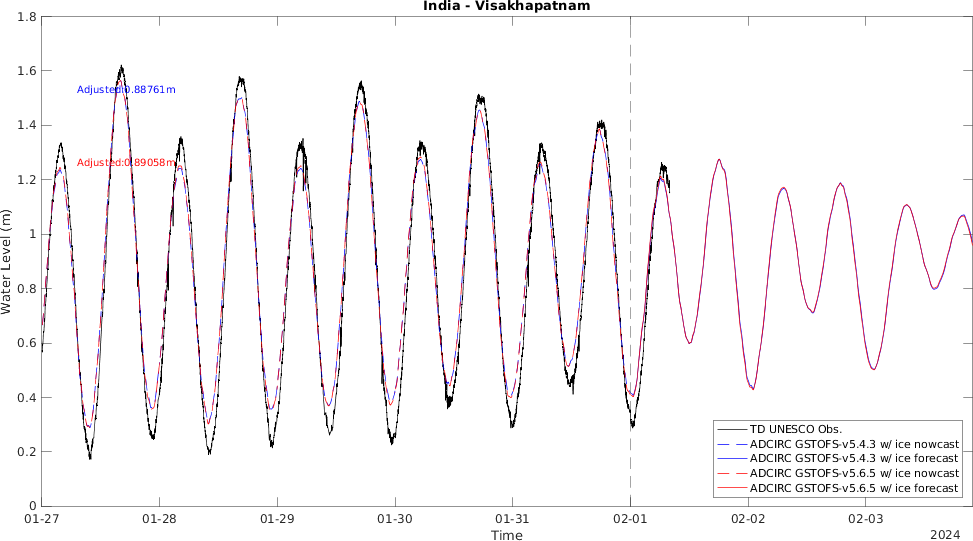 India - Visakhapatnam
1.8
1.6
1.4
1.2
1
0.8
0.6
0.4
0.2
0
Water Level (m)
Adjusted:0.88761m
Adjusted:0.89058m
TD UNESCO Obs.
ADCIRC GSTOFS-v5.4.3 w/ ice nowcast
ADCIRC GSTOFS-v5.4.3 w/ ice forecast
ADCIRC GSTOFS-v5.6.5 w/ ice nowcast
ADCIRC GSTOFS-v5.6.5 w/ ice forecast
01-27 01-28 01-29 01-30 01-31 02-01 02-02 02-03
Time
2024